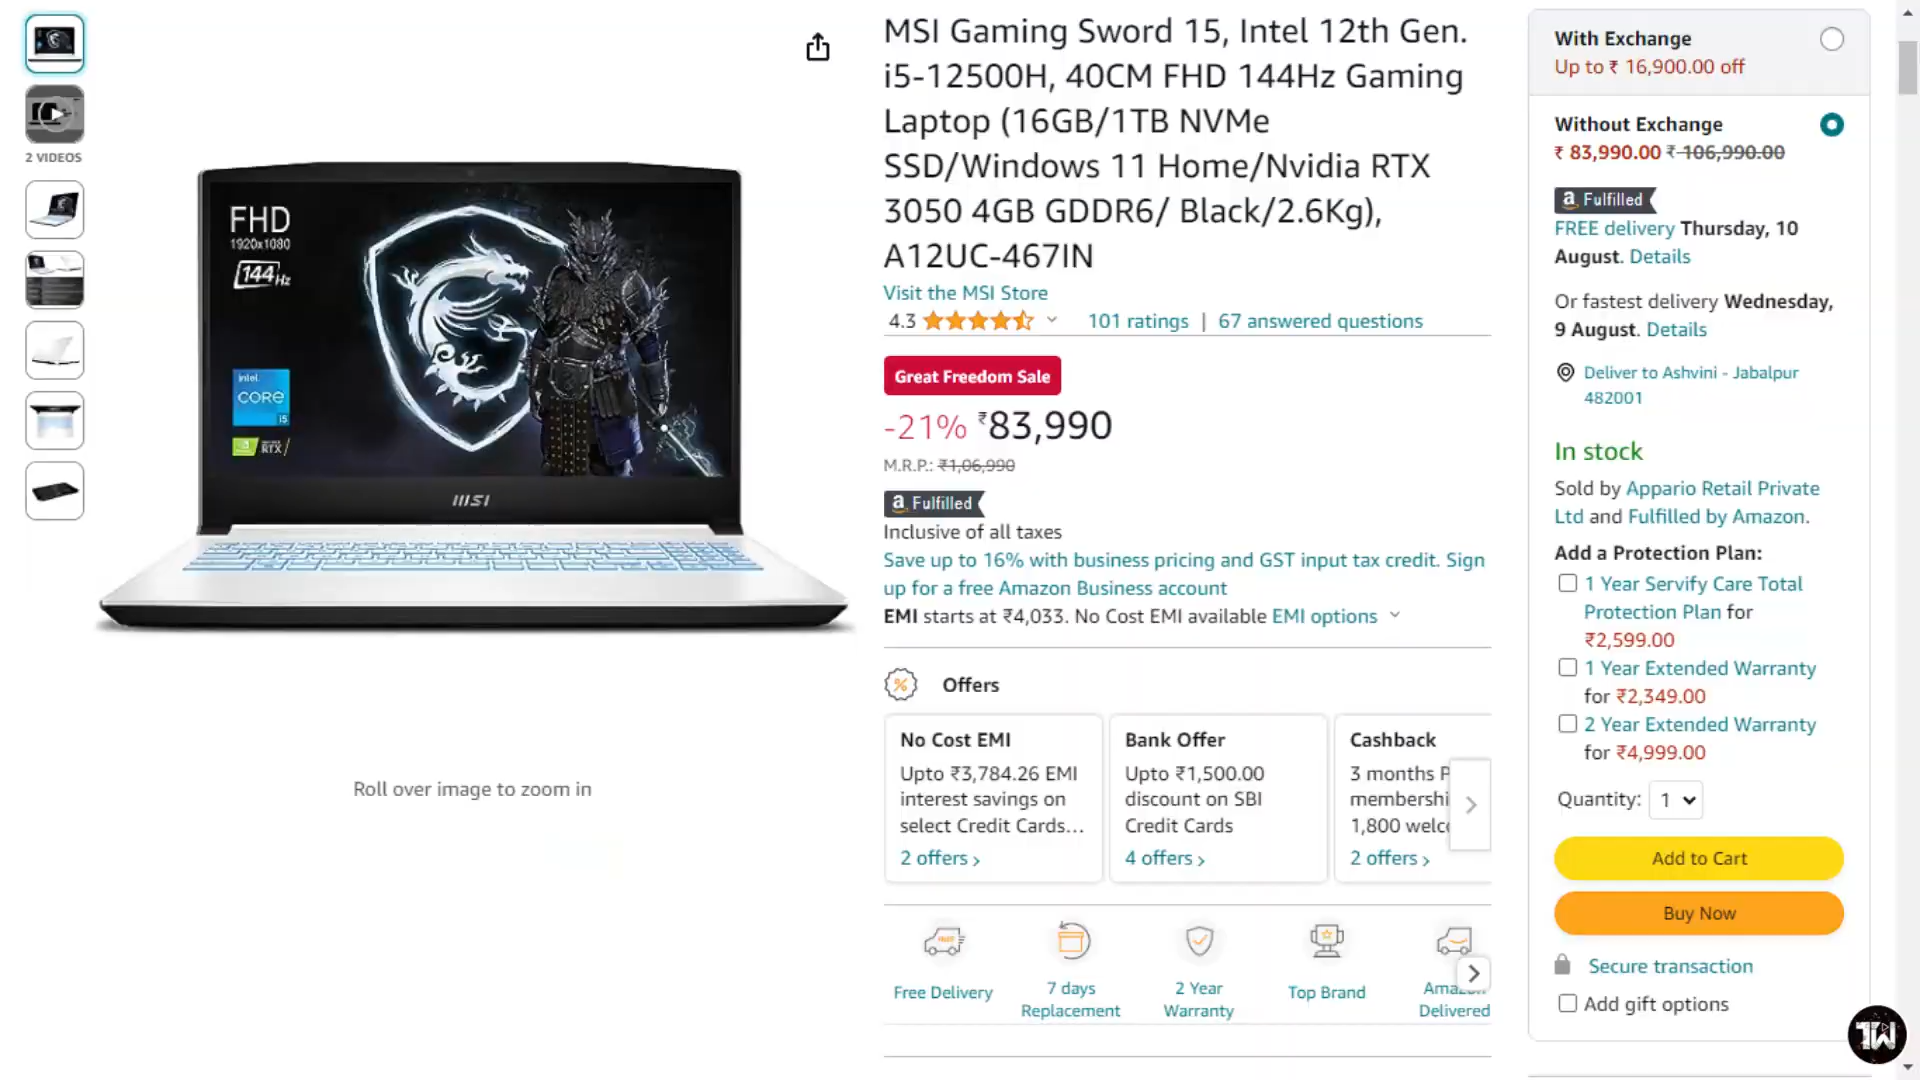 2 VIDEOS
FHD
1920x1080
144Hz
intel
CORE
i5
RTX
msi
Roll over image to zoom in
MSI Gaming Sword 15, Intel 12th Gen.
i5-12500H, 40CM FHD 144Hz Gaming
Laptop (16GB/1TB NVMe
SSD/Windows 11 Home/Nvidia RTX
3050 4GB GDDR6/ Black/2.6Kg),
A12UC-467IN
Visit the MSI Store
4.3
101 ratings | 67 answered questions
Great Freedom Sale
-21% ₹83,990
M.R.P.: ₹1,06,990
a Fulfilled
Inclusive of all taxes
Save up to 16% with business pricing and GST input tax credit. Sign
up for a free Amazon Business account
EMI starts at ₹4,033. No Cost EMI available EMI options
% Offers
No Cost EMI
Upto ₹3,784.26 EMI
interest savings on
select Credit Cards...
2 offers ›
Bank Offer
Upto ₹1,500.00
discount on SBI
Credit Cards
4 offers ›
Cashback
3 months P
membershi
1,800 welc
2 offers ›
Free Delivery
7 days
Replacement
2 Year
Warranty
Top Brand
Amazon
Delivered
With Exchange
Up to ₹ 16,900.00 off
Without Exchange
₹ 83,990.00 ₹ 106,990.00
a Fulfilled
FREE delivery Thursday, 10
August. Details
Or fastest delivery Wednesday,
9 August. Details
Deliver to Ashvini - Jabalpur
482001
In stock
Sold by Appario Retail Private
Ltd and Fulfilled by Amazon.
Add a Protection Plan:
1 Year Servify Care Total
Protection Plan for
₹2,599.00
1 Year Extended Warranty
for ₹2,349.00
2 Year Extended Warranty
for ₹4,999.00
Quantity: 1
Add to Cart
Buy Now
Secure transaction
Add gift options
TW